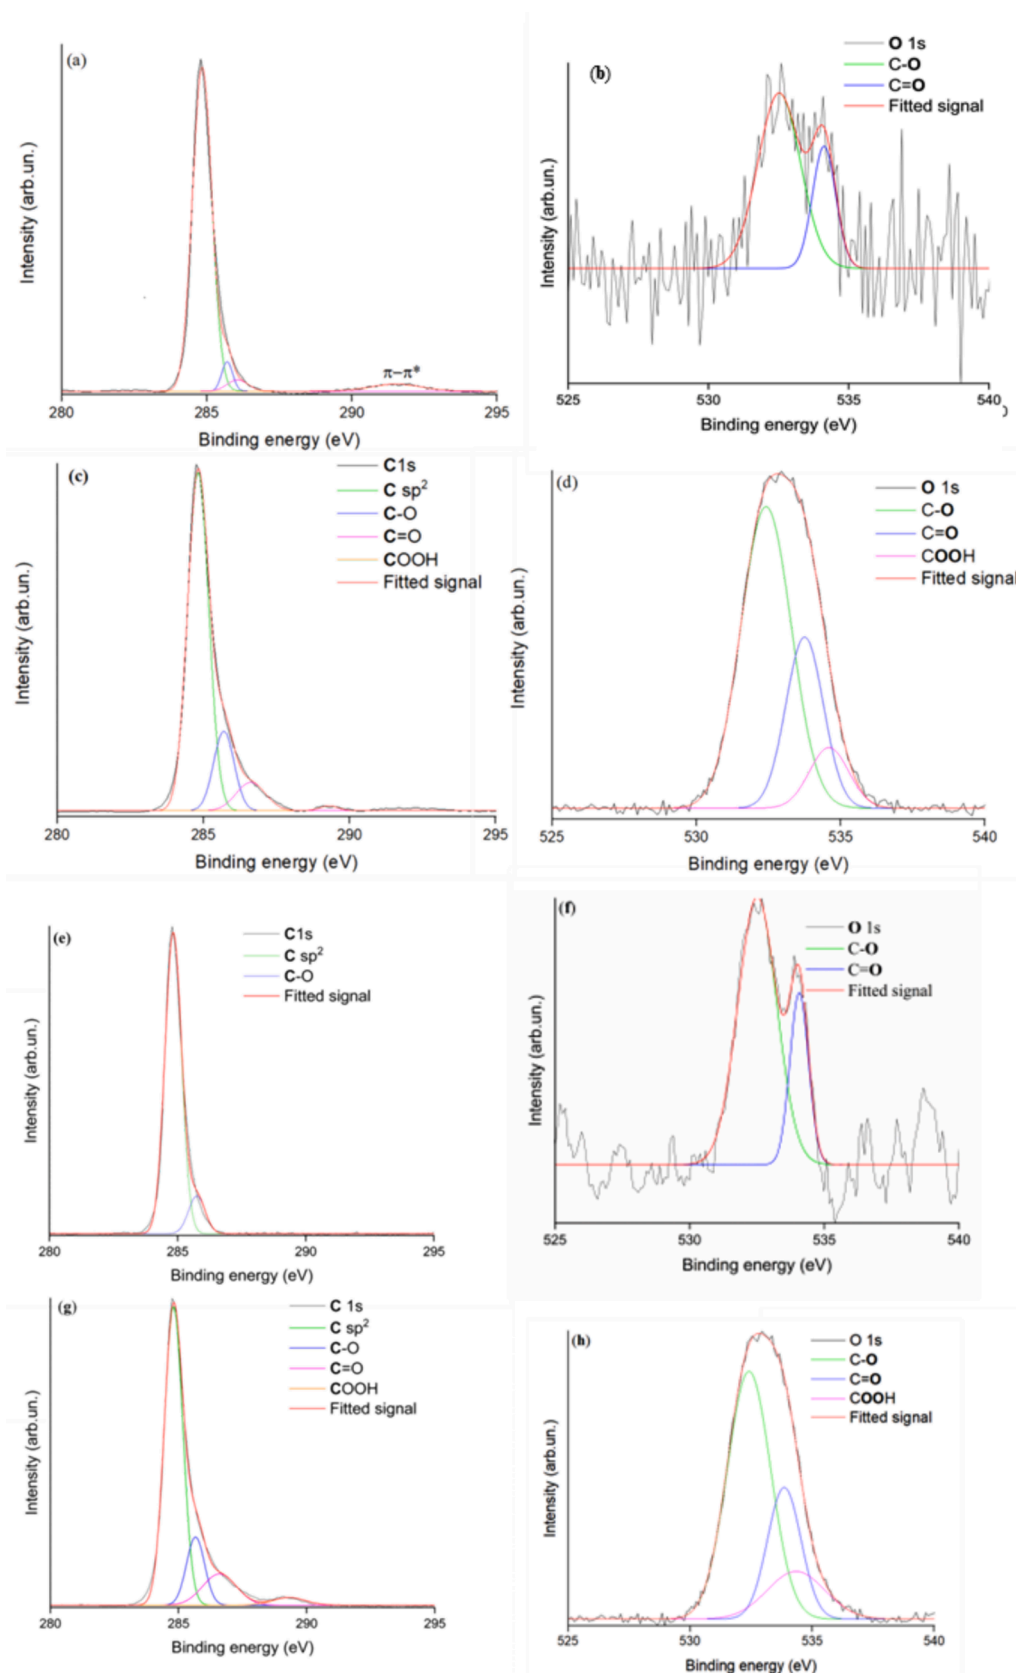 (a)
Intensity (arb.un.)
π–π*
280
285
290
295
Binding energy (eV)
(b)
O 1s
C-O
C=O
Fitted signal
Intensity (arb.un.)
525
530
535
540
Binding energy (eV)
(c)
C1s
C sp²
C-O
C=O
COOH
Fitted signal
Intensity (arb.un.)
280
285
290
295
Binding energy (eV)
(d)
O 1s
C-O
C=O
COOH
Fitted signal
Intensity (arb.un.)
525
530
535
540
Binding energy (eV)
(e)
C1s
C sp²
C-O
Fitted signal
Intensity (arb.un.)
280
285
290
295
Binding energy (eV)
(f)
O 1s
C-O
C=O
Fitted signal
Intensity (arb.un.)
525
530
535
540
Binding energy (eV)
(g)
C 1s
C sp²
C-O
C=O
COOH
Fitted signal
Intensity (arb.un.)
280
285
290
295
Binding energy (eV)
(h)
O 1s
C-O
C=O
COOH
Fitted signal
Intensity (arb.un.)
525
530
535
540
Binding energy (eV)